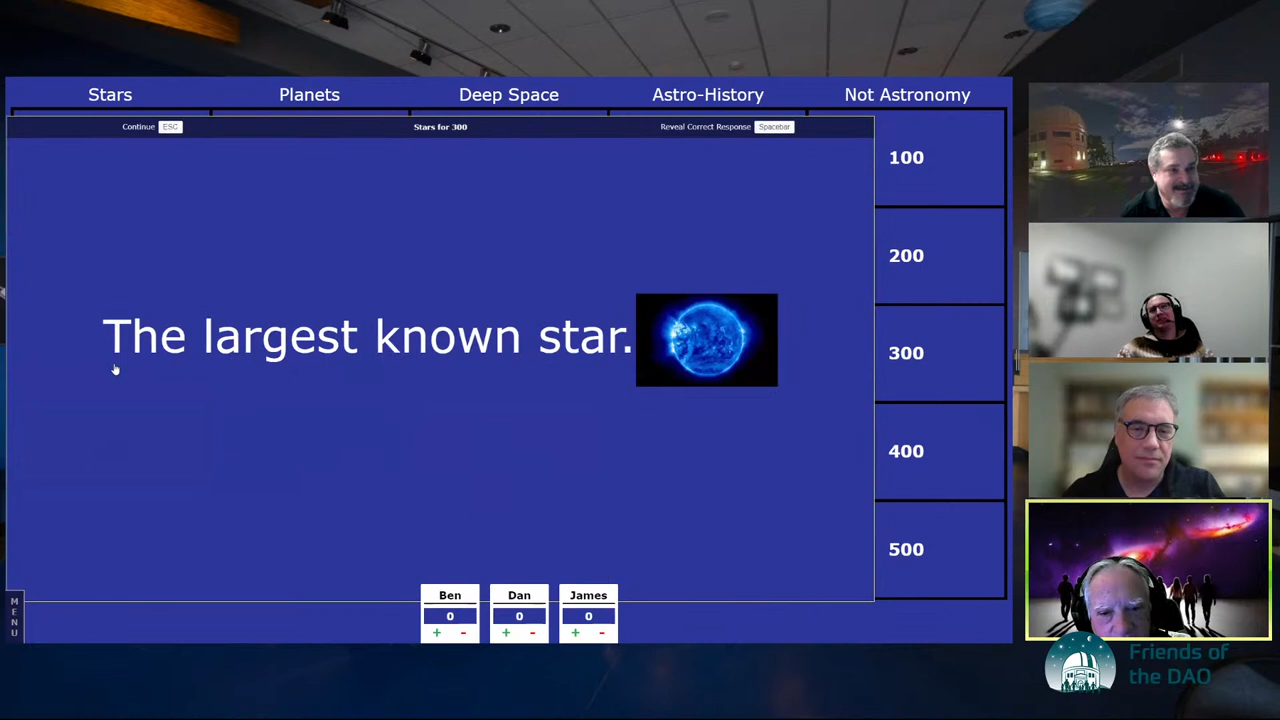 Stars Planets Deep Space Astro-History Not Astronomy
Continue ESC Stars for 300 Reveal Correct Response Spacebar
100
200
The largest known star.
300
400
500
Ben Dan James
0 0 0
+ - + - + -
MENU
Friends of
the DAO